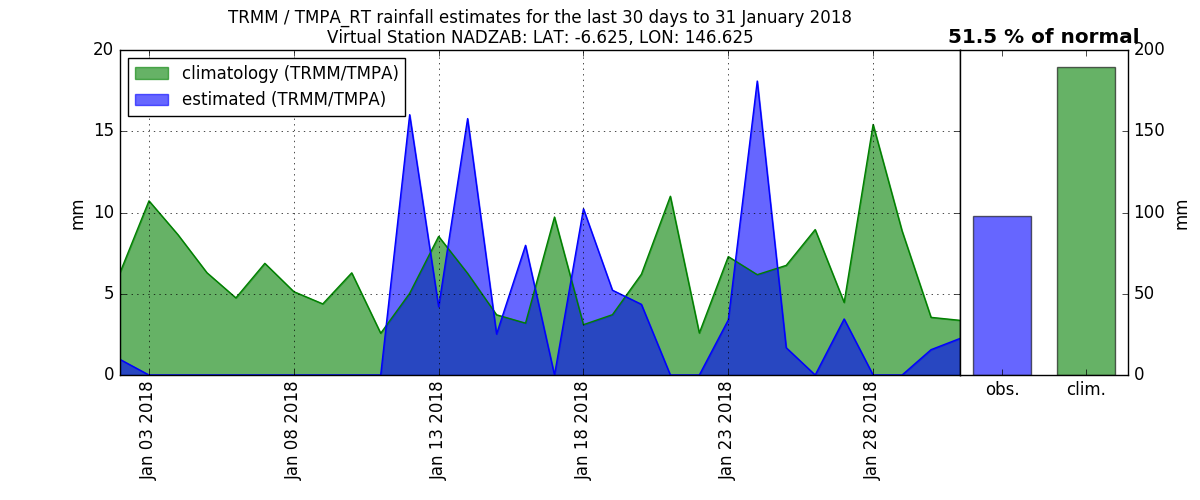 TRMM / TMPA_RT rainfall estimates for the last 30 days to 31 January 2018
Virtual Station NADZAB: LAT: -6.625, LON: 146.625
51.5 % of normal
climatology (TRMM/TMPA)
estimated (TRMM/TMPA)
20
15
10
5
0
mm
200
150
100
50
0
mm
Jan 03 2018
Jan 08 2018
Jan 13 2018
Jan 18 2018
Jan 23 2018
Jan 28 2018
obs.
clim.